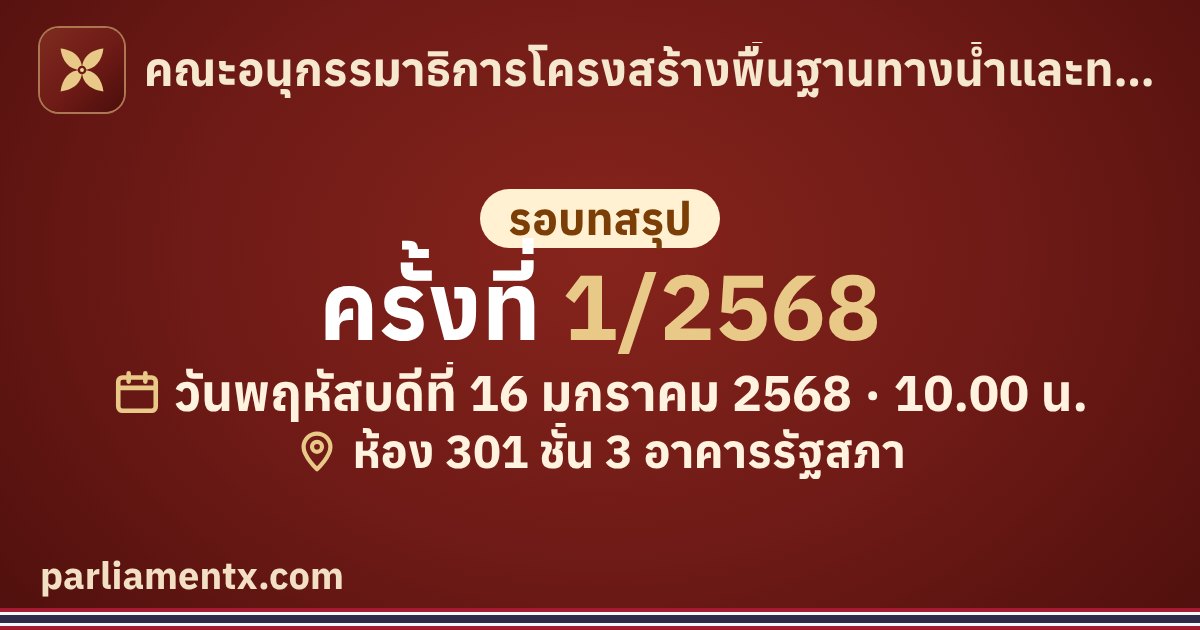 คณะอนุกรรมาธิการโครงสร้างพื้นฐานทางน้ำและท...
รอบทสรุป
ครั้งที่ 1/2568
วันพฤหัสบดีที่ 16 มกราคม 2568 · 10.00 น.
ห้อง 301 ชั้น 3 อาคารรัฐสภา
parliamentx.com